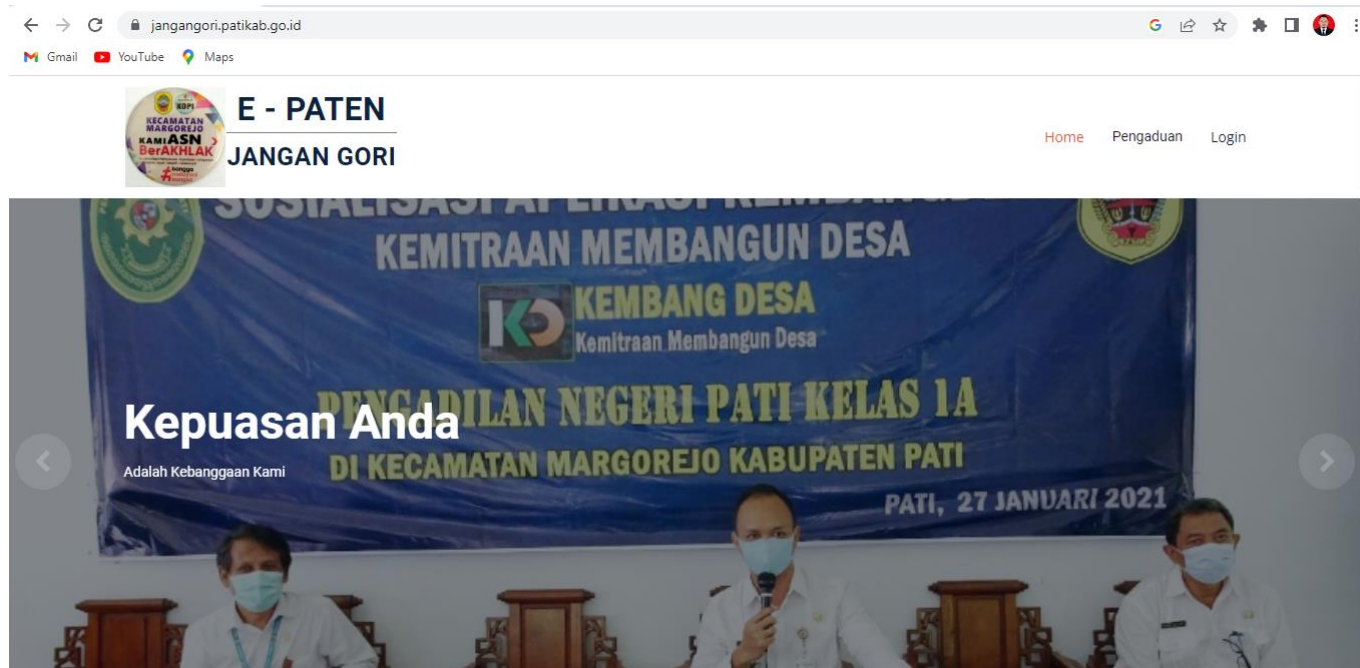 jangangori.patikab.go.id
Gmail YouTube Maps
KOPI
KECAMATAN
MARGOREJO
KAMI ASN
BerAKHLAK
#bangga
E - PATEN
JANGAN GORI
Home Pengaduan Login
KEMITRAAN MEMBANGUN DESA
KD KEMBANG DESA
Kemitraan Membangun Desa
PENGADILAN NEGERI PATI KELAS 1A
Kepuasan Anda
DI KECAMATAN MARGOREJO KABUPATEN PATI
Adalah Kebanggaan Kami
PATI, 27 JANUARI 2021